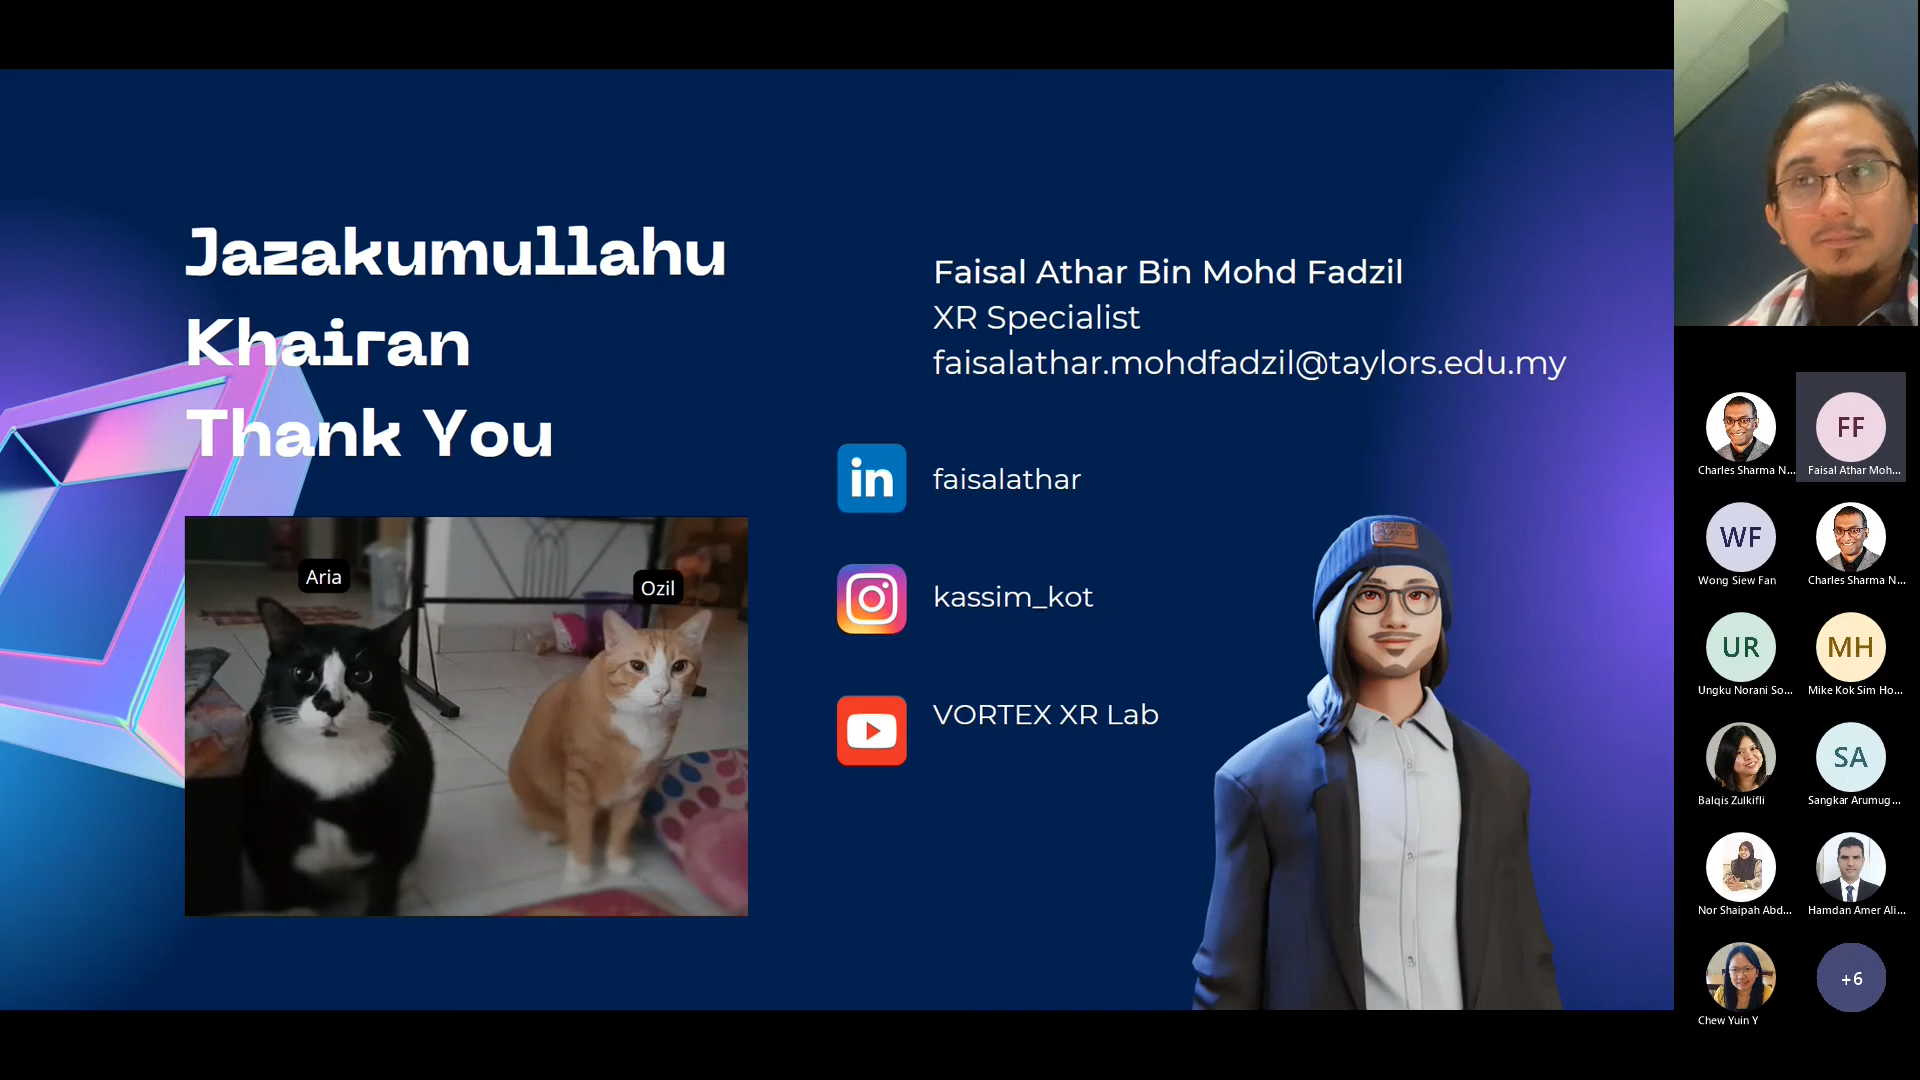 Jazakumullahu
Khairan
Thank You
Aria
Ozil
Faisal Athar Bin Mohd Fadzil
XR Specialist
faisalathar.mohdfadzil@taylors.edu.my
in
faisalathar
kassim_kot
VORTEX XR Lab
Charles Sharma N...
FF
Faisal Athar Moh...
WF
Wong Siew Fan
Charles Sharma N...
UR
Ungku Norani So...
MH
Mike Kok Sim Ho...
Balqis Zulkifli
SA
Sangkar Arumug...
Nor Shaipah Abd...
Hamdan Amer Ali...
Chew Yuin Y
+6